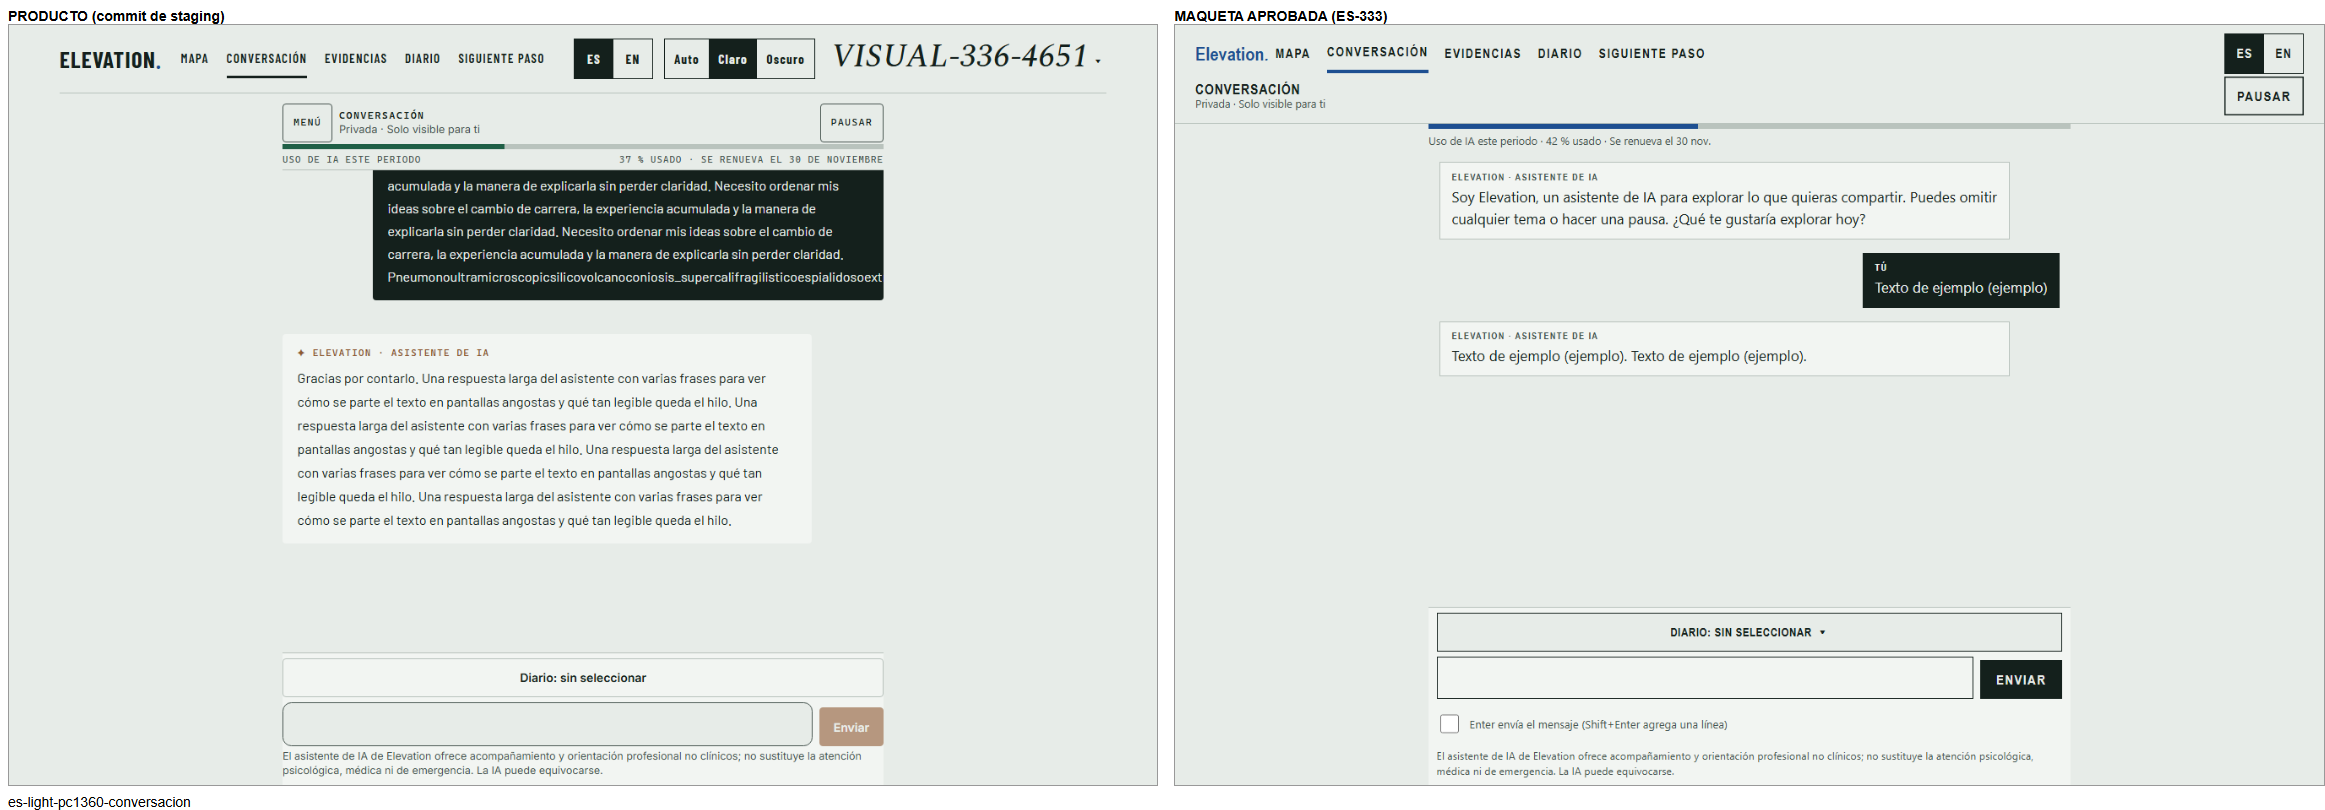 PRODUCTO (commit de staging)
ELEVATION. MAPA CONVERSACIÓN EVIDENCIAS DIARIO SIGUIENTE PASO ES EN Auto Claro Oscuro VISUAL-336-4651
MENÚ
CONVERSACIÓN
Privada · Solo visible para ti
PAUSAR
USO DE IA ESTE PERIODO 37 % USADO · SE RENUEVA EL 30 DE NOVIEMBRE
acumulada y la manera de explicarla sin perder claridad. Necesito ordenar mis
ideas sobre el cambio de carrera, la experiencia acumulada y la manera de
explicarla sin perder claridad. Necesito ordenar mis ideas sobre el cambio de
carrera, la experiencia acumulada y la manera de explicarla sin perder claridad.
Pneumonoultramicroscopicsilicovolcanoconiosis_supercalifragilisticoespialidosoext
✦ ELEVATION · ASISTENTE DE IA
Gracias por contarlo. Una respuesta larga del asistente con varias frases para ver
cómo se parte el texto en pantallas angostas y qué tan legible queda el hilo. Una
respuesta larga del asistente con varias frases para ver cómo se parte el texto en
pantallas angostas y qué tan legible queda el hilo. Una respuesta larga del asistente
con varias frases para ver cómo se parte el texto en pantallas angostas y qué tan
legible queda el hilo. Una respuesta larga del asistente con varias frases para ver
cómo se parte el texto en pantallas angostas y qué tan legible queda el hilo.
Diario: sin seleccionar
Enviar
El asistente de IA de Elevation ofrece acompañamiento y orientación profesional no clínicos; no sustituye la atención
psicológica, médica ni de emergencia. La IA puede equivocarse.
es-light-pc1360-conversacion
MAQUETA APROBADA (ES-333)
Elevation. MAPA CONVERSACIÓN EVIDENCIAS DIARIO SIGUIENTE PASO ES EN
CONVERSACIÓN
Privada · Solo visible para ti
PAUSAR
Uso de IA este periodo · 42 % usado · Se renueva el 30 nov.
ELEVATION · ASISTENTE DE IA
Soy Elevation, un asistente de IA para explorar lo que quieras compartir. Puedes omitir
cualquier tema o hacer una pausa. ¿Qué te gustaría explorar hoy?
TÚ
Texto de ejemplo (ejemplo)
ELEVATION · ASISTENTE DE IA
Texto de ejemplo (ejemplo). Texto de ejemplo (ejemplo).
DIARIO: SIN SELECCIONAR
ENVIAR
Enter envía el mensaje (Shift+Enter agrega una línea)
El asistente de IA de Elevation ofrece acompañamiento y orientación profesional no clínicos; no sustituye la atención psicológica,
médica ni de emergencia. La IA puede equivocarse.